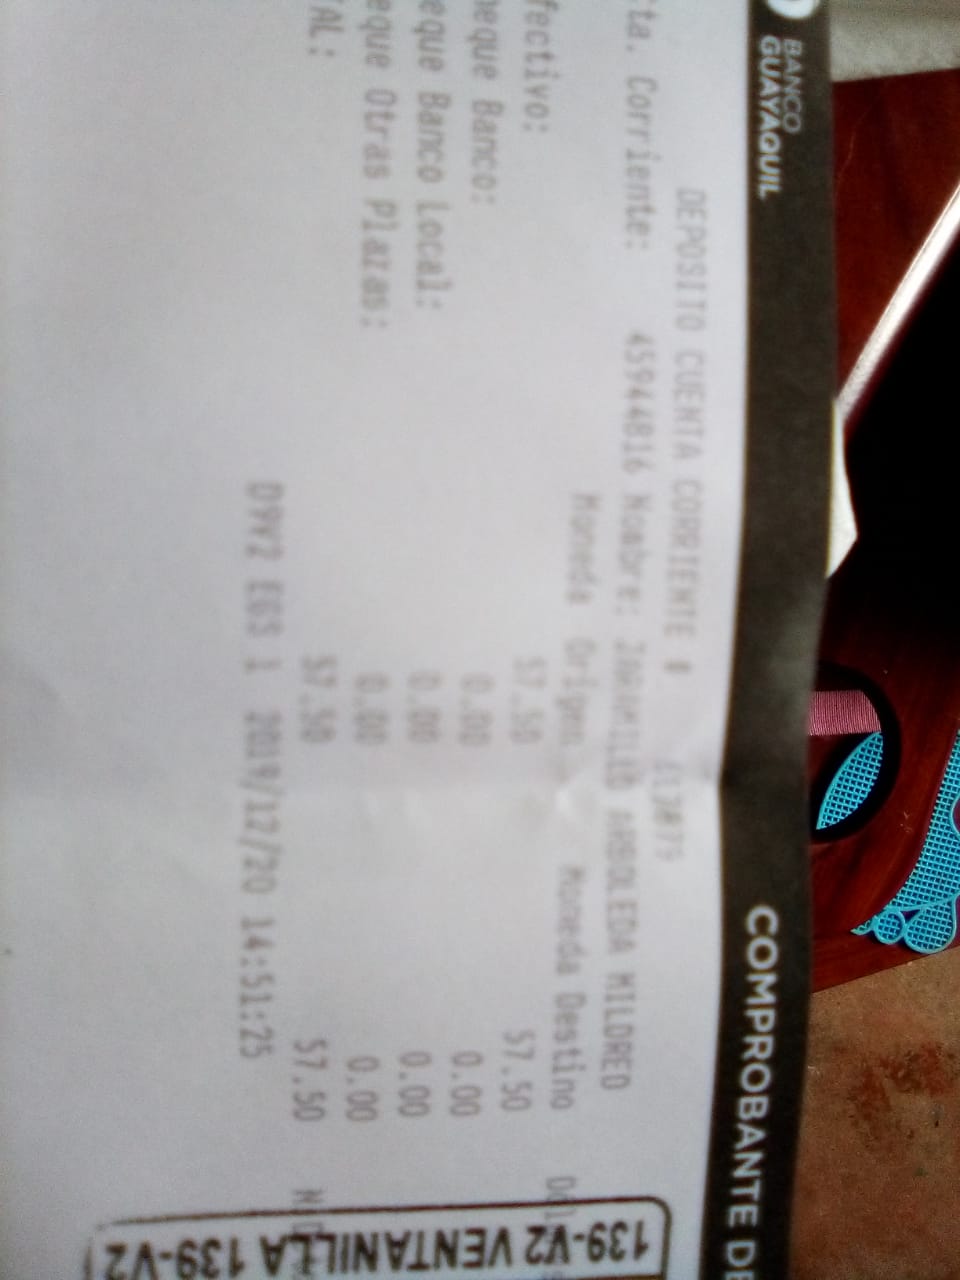 BANCO
GUAYAQUIL
COMPROBANTE DE
DEPOSITO CUENTA CORRIENTE #
Cta. Corriente: 45944816 Nombre: JARAMILLO ARBOLEDA MILDRED
Moneda Origen Moneda Destino
fectivo: 57.50 57.50
heque Banco: 0.00 0.00
eque Banco Local: 0.00 0.00
eque Otras Plazas: 0.00 0.00
TAL: 57.50 57.50
D9V2 EGS 1 2019/12/20 14:51:25
139-V2 VENTANILLA 139-V2